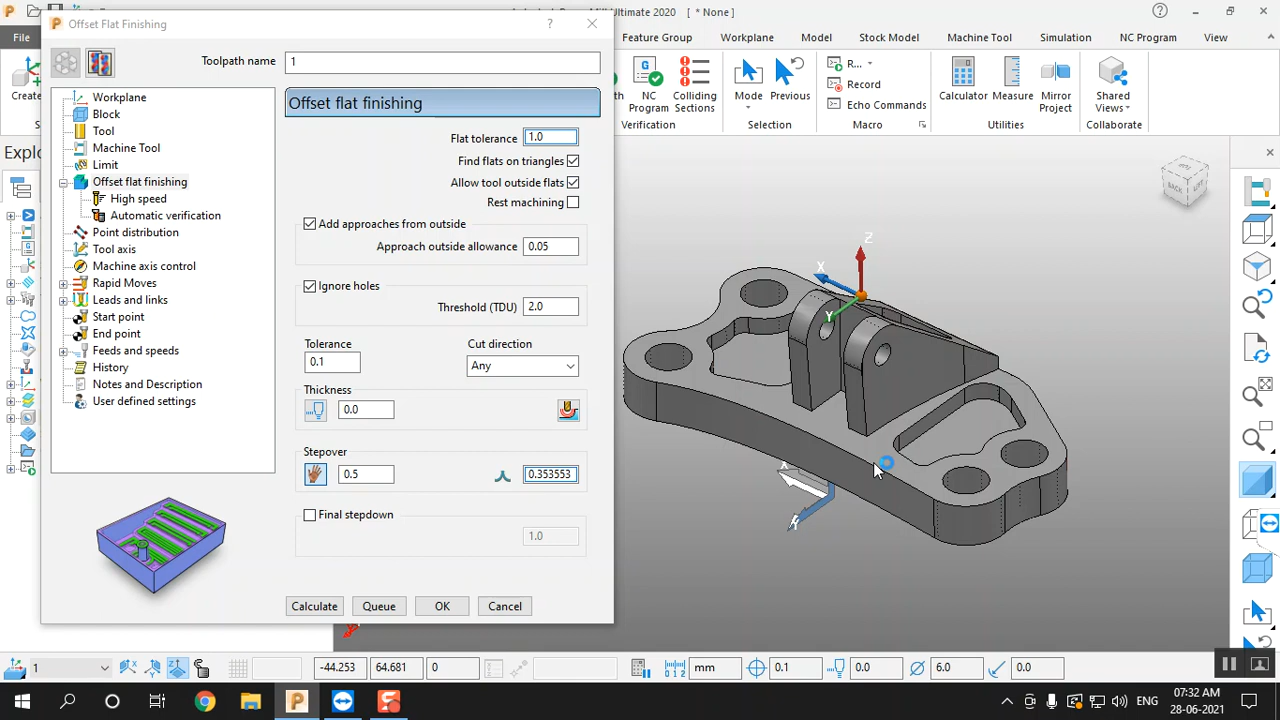 Offset Flat Finishing
? 
Ultimate 2020 [ * None ]
File
Feature Group
Workplane
Model
Stock Model
Machine Tool
Simulation
NC Program
View
Toolpath name
1
Create
NC
Program
Colliding
Sections
Verification
Mode
Previous
Selection
R...
Record
Echo Commands
Macro
Calculator
Measure
Mirror
Project
Utilities
Shared
Views
Collaborate
Workplane
Block
Tool
Machine Tool
Limit
Offset flat finishing
High speed
Automatic verification
Point distribution
Tool axis
Machine axis control
Rapid Moves
Leads and links
Start point
End point
Feeds and speeds
History
Notes and Description
User defined settings
Offset flat finishing
Flat tolerance
1.0
Find flats on triangles
Allow tool outside flats
Rest machining
Add approaches from outside
Approach outside allowance
0.05
Ignore holes
Threshold (TDU)
2.0
Tolerance
0.1
Cut direction
Any
Thickness
0.0
Stepover
0.5
0.353553
Final stepdown
1.0
Calculate
Queue
OK
Cancel
Z
X
Y
BACK
LEFT
X
1
-44.253
64.681
0
mm
0.1
0.0
6.0
0.0
ENG
07:32 AM
28-06-2021